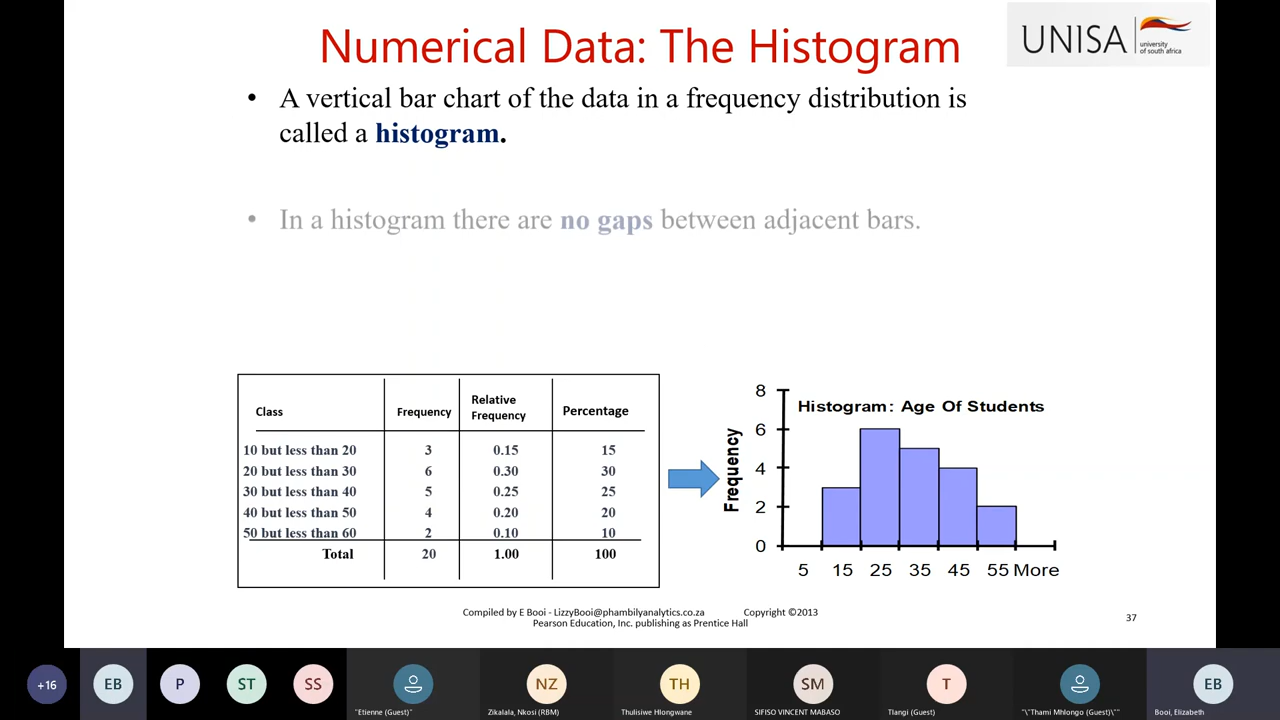 Numerical Data: The Histogram
UNISA
university
of south africa
• A vertical bar chart of the data in a frequency distribution is
called a histogram.
• In a histogram there are no gaps between adjacent bars.
Class Frequency Relative Frequency Percentage
10 but less than 20 3 0.15 15
20 but less than 30 6 0.30 30
30 but less than 40 5 0.25 25
40 but less than 50 4 0.20 20
50 but less than 60 2 0.10 10
Total 20 1.00 100
Histogram: Age Of Students
Frequency
8
6
4
2
0
5 15 25 35 45 55 More
Compiled by E Booi - LizzyBooi@phambilyanalytics.co.za Copyright ©2013
Pearson Education, Inc. publishing as Prentice Hall
37
+16 EB P ST SS NZ TH SM T EB
"Etienne (Guest)" Zikalala, Nkosi (RBM) Thulisiwe Hlongwane SIFISO VINCENT MABASO Tlangi (Guest) "\"Thami Mhlongo (Guest)\"" Booi, Elizabeth